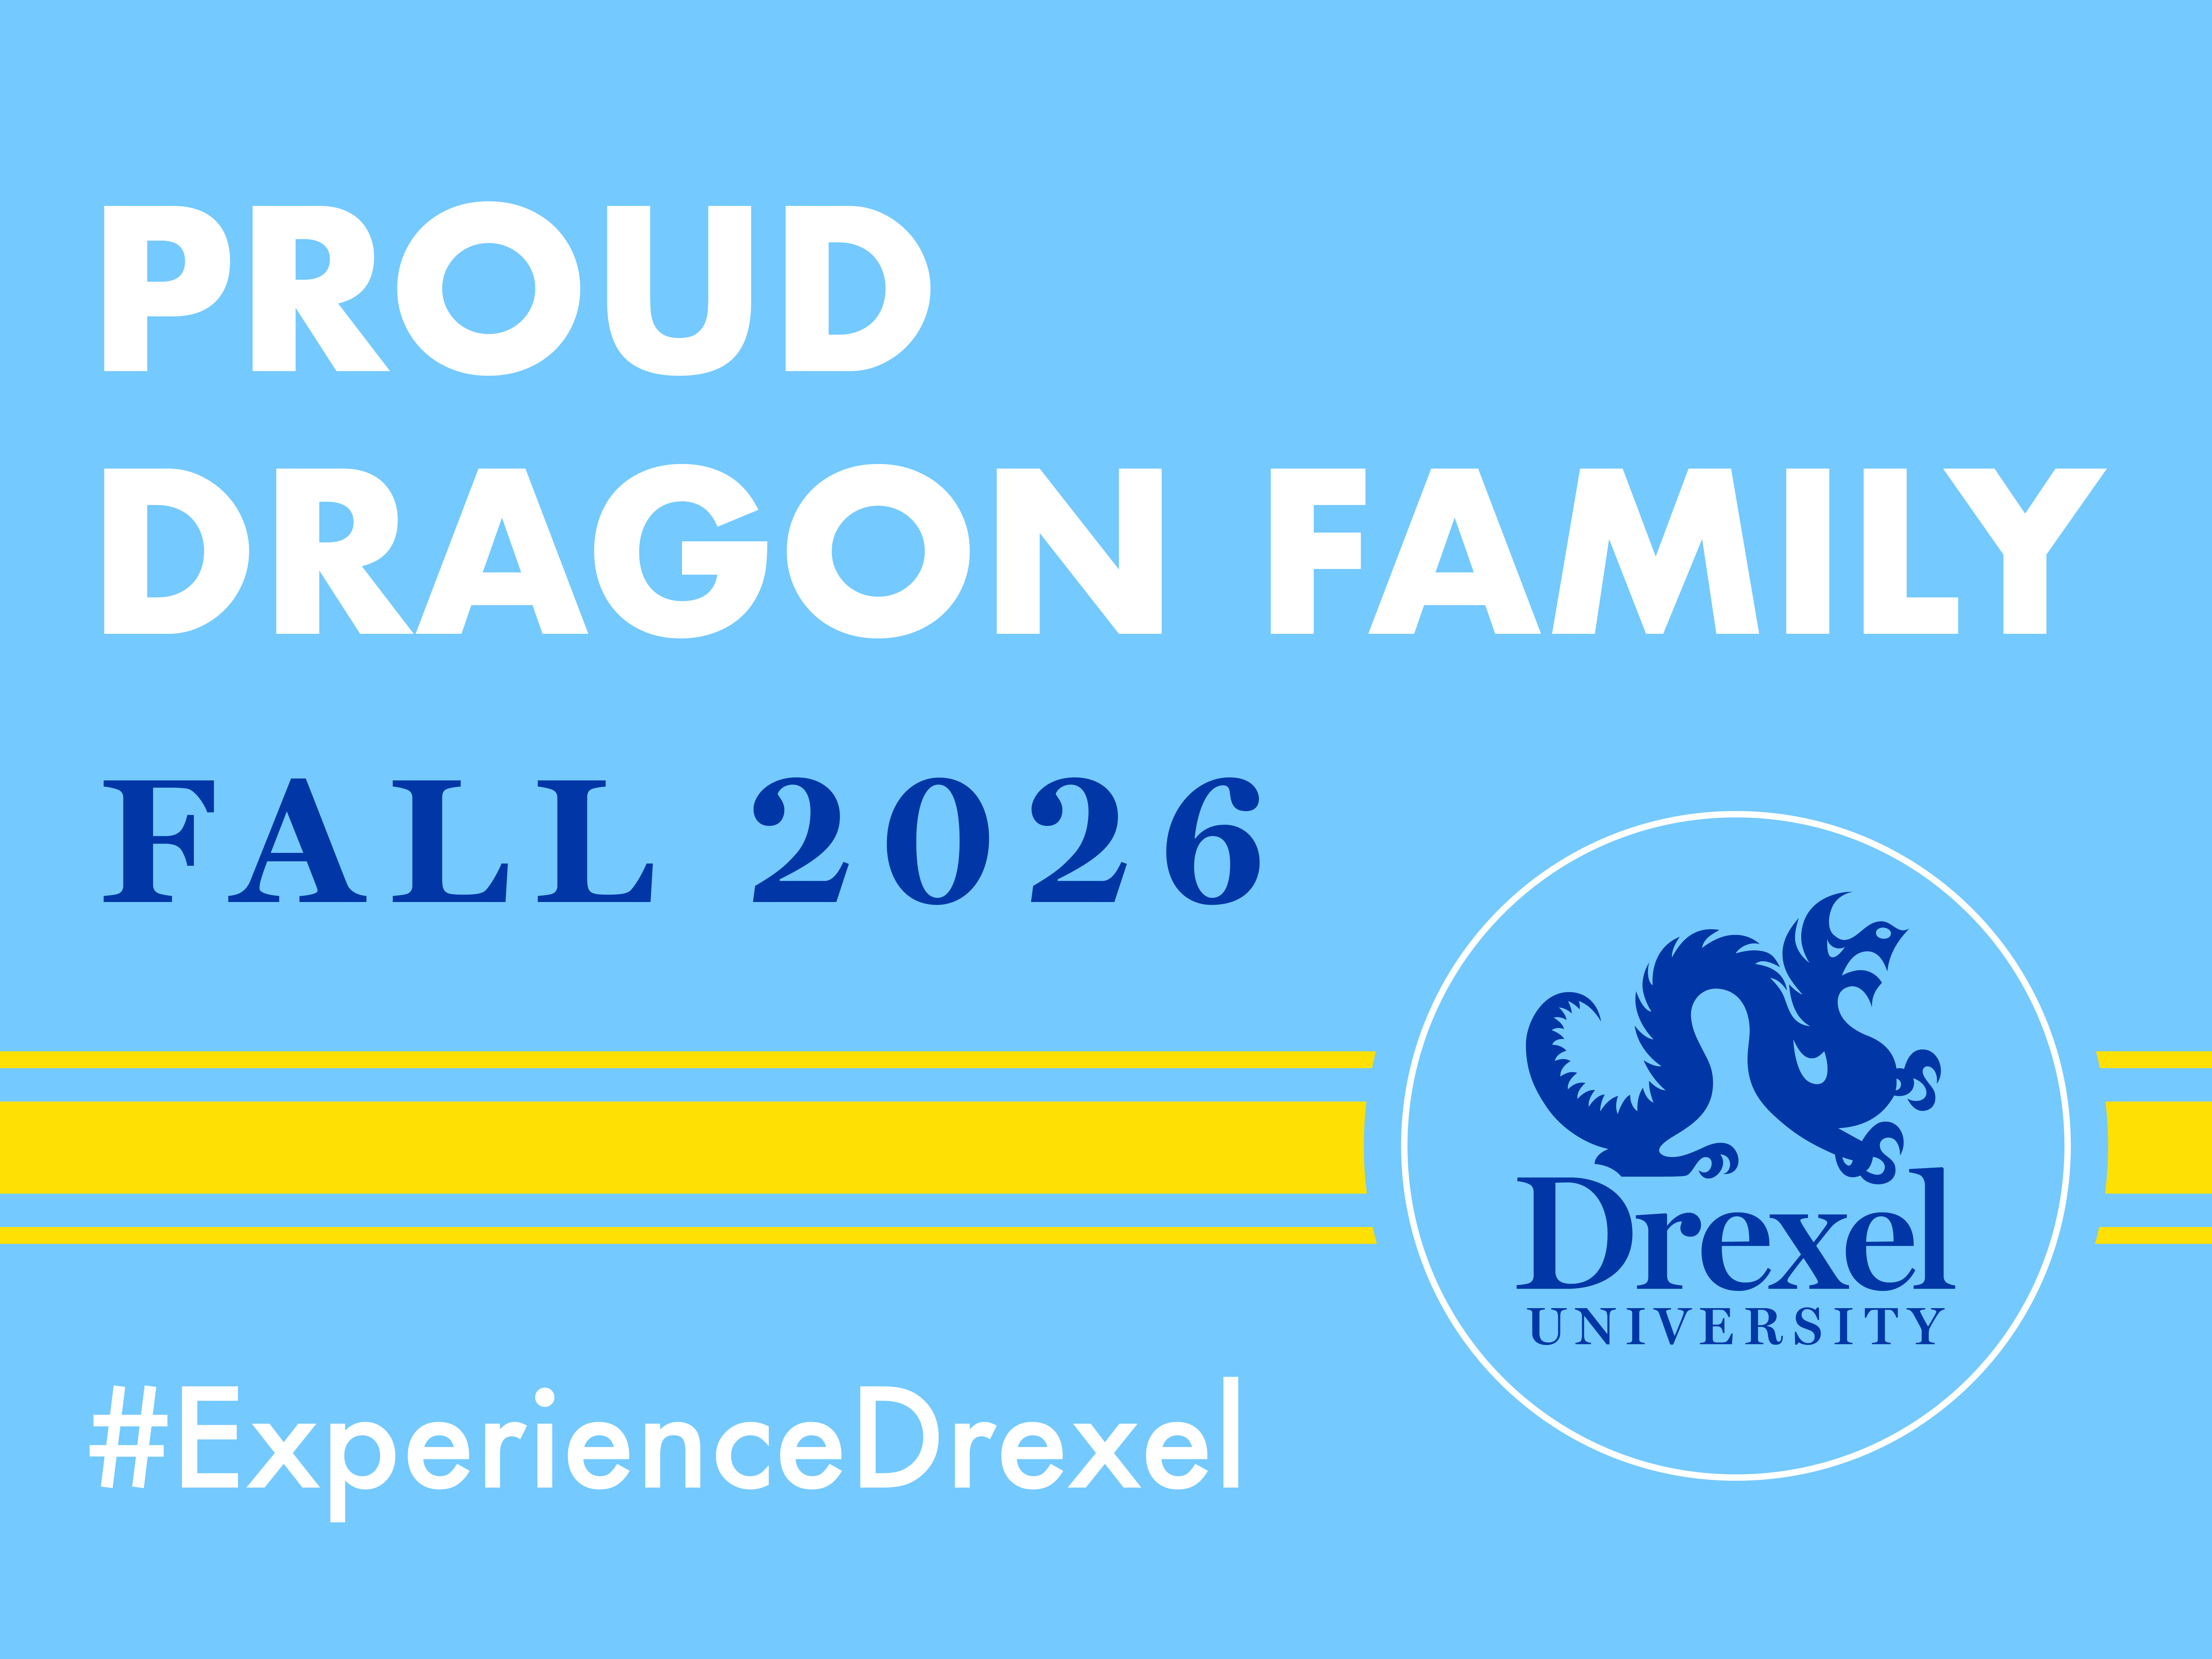 PROUD
DRAGON FAMILY
FALL 2026
Drexel
UNIVERSITY
#ExperienceDrexel